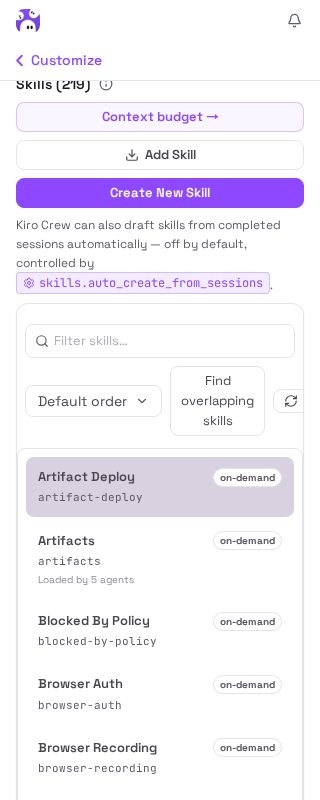 Customize
Skills (219)
Context budget →
Add Skill
Create New Skill
Kiro Crew can also draft skills from completed
sessions automatically — off by default,
controlled by
skills.auto_create_from_sessions.
Filter skills…
Default order
Find
overlapping
skills
Artifact Deploy on-demand
artifact-deploy
Artifacts on-demand
artifacts
Loaded by 5 agents
Blocked By Policy on-demand
blocked-by-policy
Browser Auth on-demand
browser-auth
Browser Recording on-demand
browser-recording